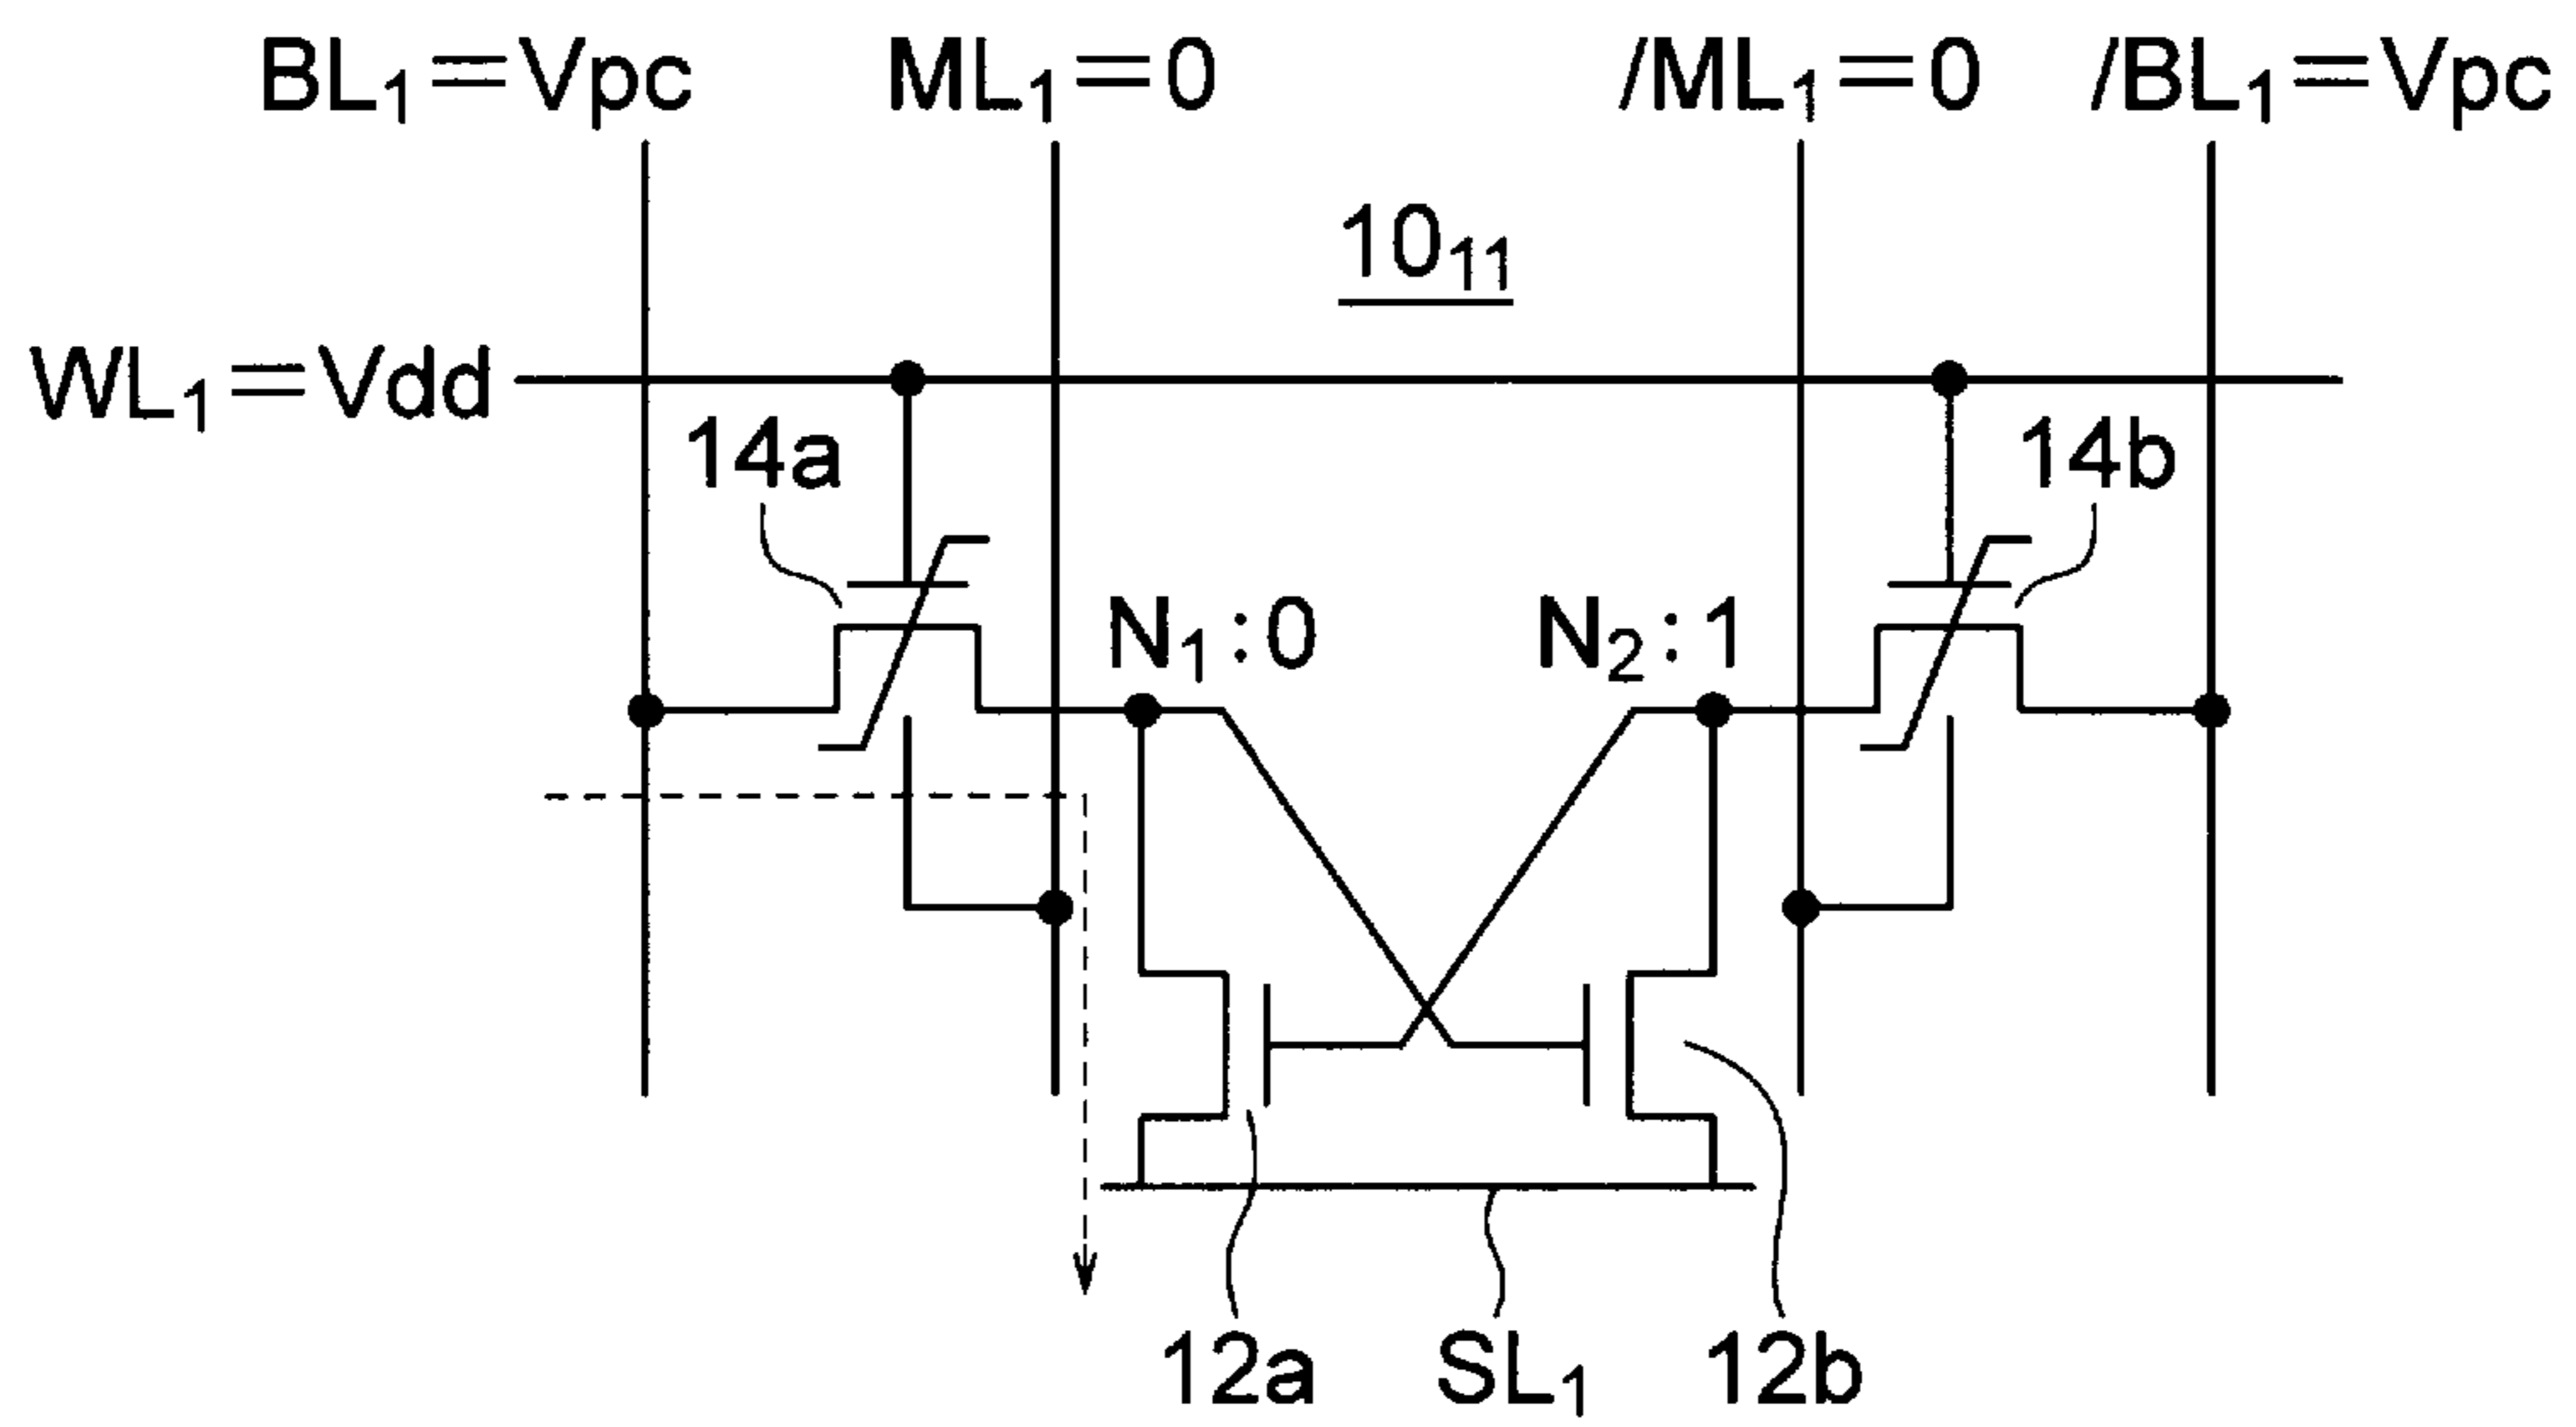 BL₁=Vpc ML₁=0 /ML₁=0 /BL₁=Vpc
10₁₁
WL₁=Vdd
14a 14b
N₁:0 N₂:1
12a SL₁ 12b